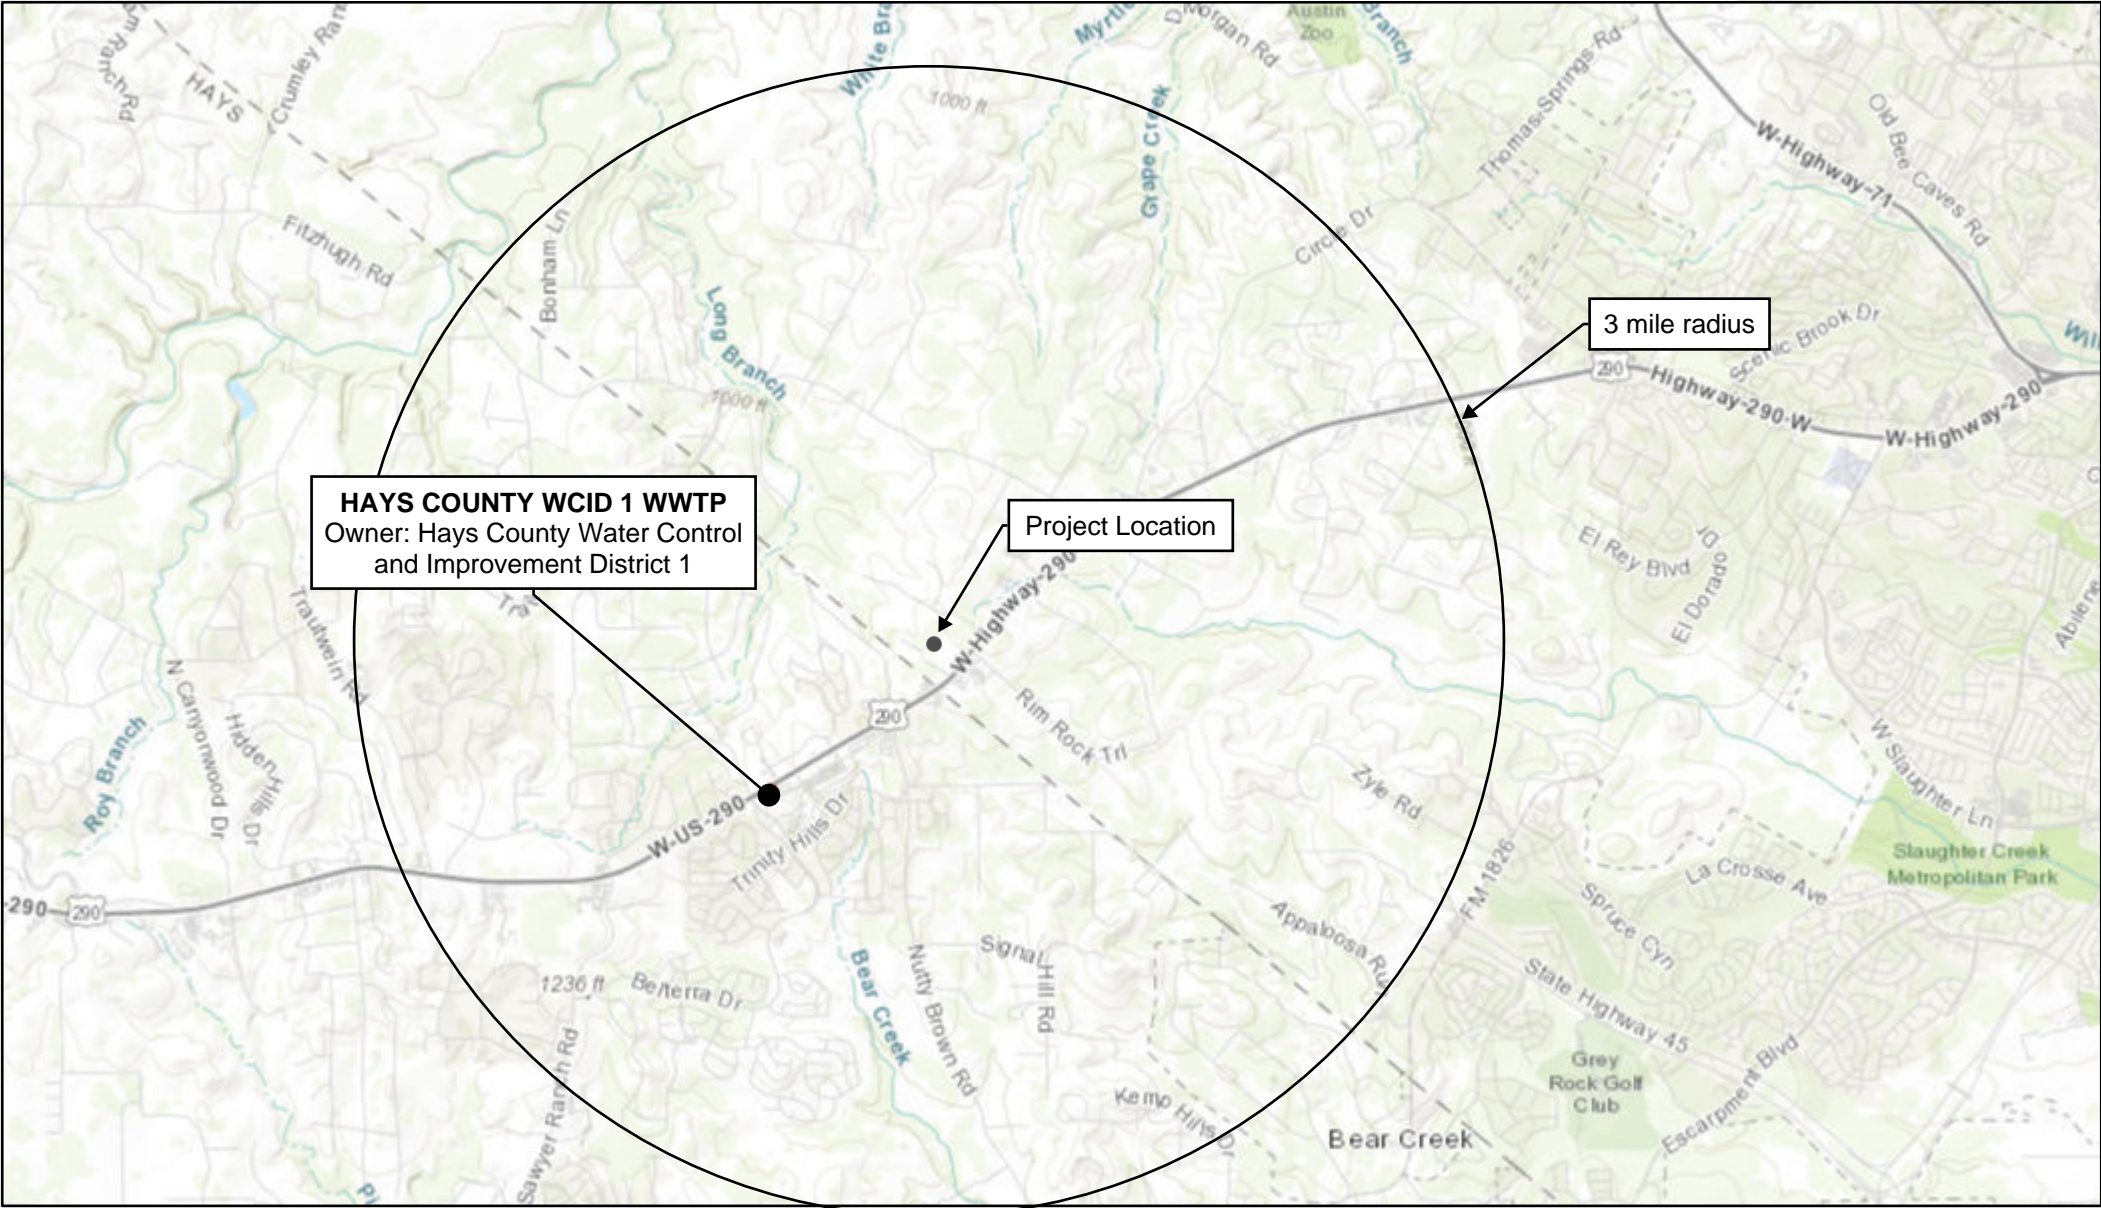 Crumley Ran
HAYS
White Bra
Myrtle
Morgan Rd
Austin
Zoo
Branch
1000 ft
Grape Creek
Thomas-Springs-Rd
W-Highway-71
Old Bee Caves Rd
Fitzhugh Rd
Bonham Ln
Circle Dr
Long Branch
1000 ft
3 mile radius
Scenic Brook Dr
290
Highway-290-W
W-Highway-290
HAYS COUNTY WCID 1 WWTP
Owner: Hays County Water Control
and Improvement District 1
Project Location
W-Highway-290
El Rey Blvd
El Dorado Dr
Abilene
Trautwein Rd
N Canyonwood Dr
Hidden Hills Dr
Roy Branch
290
Rim Rock Trl
Zyle Rd
W Slaughter Ln
W-US-290
Trinity Hills Dr
FM-1826
La Crosse Ave
Slaughter Creek
Metropolitan Park
-290
290
Appaloosa Run
Spruce Cyn
1236 ft
Belterra Dr
Bear Creek
Nutty Brown Rd
Signal Hill Rd
State Highway 45
Grey
Rock Golf
Club
Escarpment Blvd
Sawyer Ranch Rd
Kemp Hills Dr
Bear Creek